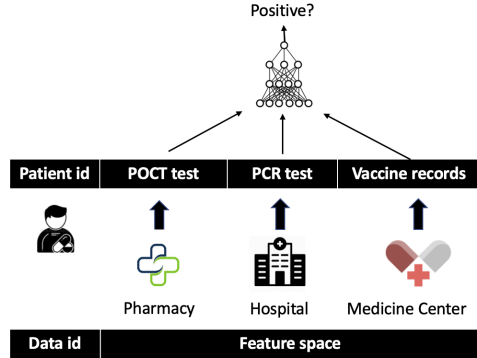 Positive?
Patient id POCT test PCR test Vaccine records
Pharmacy Hospital Medicine Center
Data id Feature space